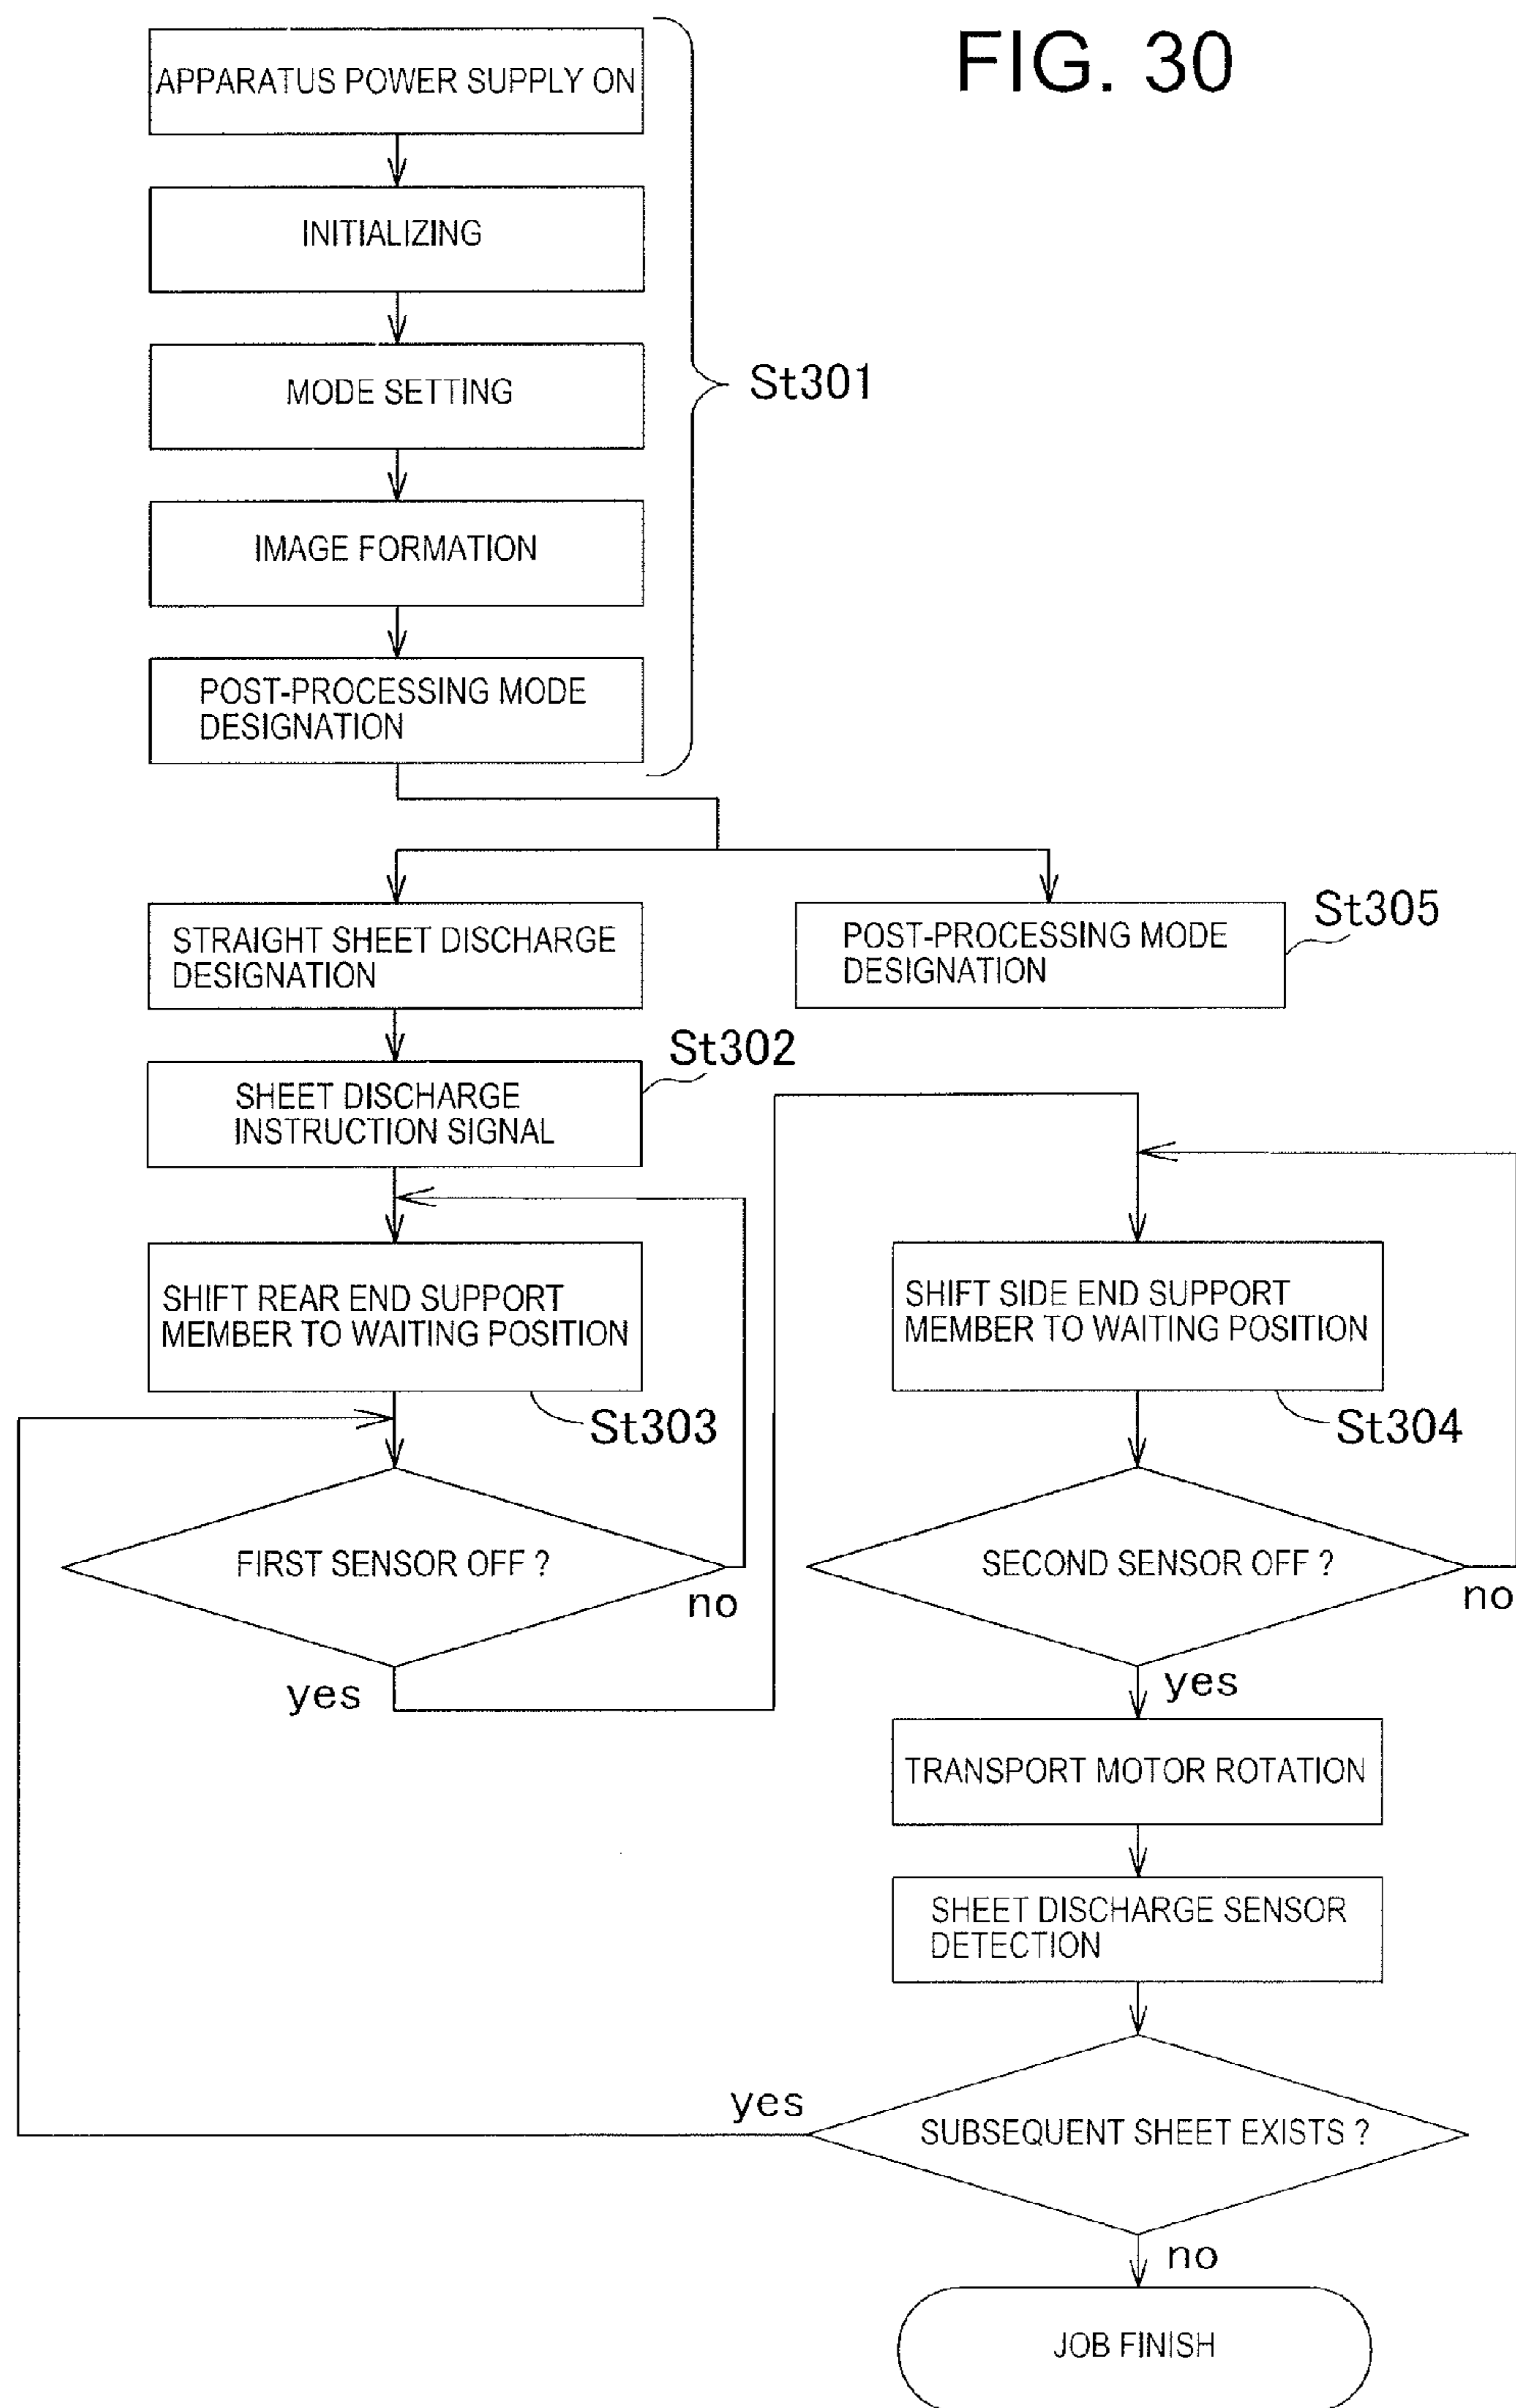 FIG. 30
APPARATUS POWER SUPPLY ON
INITIALIZING
MODE SETTING
St301
IMAGE FORMATION
POST-PROCESSING MODE
DESIGNATION
STRAIGHT SHEET DISCHARGE
DESIGNATION
POST-PROCESSING MODE
DESIGNATION
St305
SHEET DISCHARGE
INSTRUCTION SIGNAL
St302
SHIFT REAR END SUPPORT
MEMBER TO WAITING POSITION
St303
FIRST SENSOR OFF ?
no
yes
SHIFT SIDE END SUPPORT
MEMBER TO WAITING POSITION
St304
SECOND SENSOR OFF ?
no
yes
TRANSPORT MOTOR ROTATION
SHEET DISCHARGE SENSOR
DETECTION
SUBSEQUENT SHEET EXISTS ?
yes
no
JOB FINISH